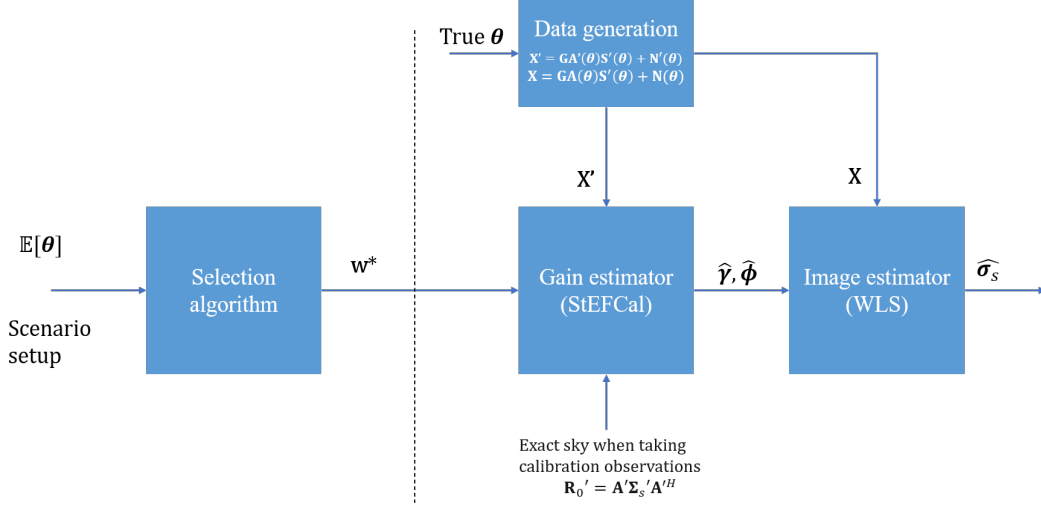 True 𝜽
Data generation
𝐗′ = 𝐆𝐀′(𝜽)𝐒′(𝜽) + 𝐍′(𝜽)
𝐗 = 𝐆𝐀(𝜽)𝐒′(𝜽) + 𝐍(𝜽)
X’
X
𝔼[𝜽]
Scenario
setup
Selection
algorithm
w*
Gain estimator
(StEFCal)
𝜸̂, 𝝓̂
Image estimator
(WLS)
𝝈ₛ̂
Exact sky when taking
calibration observations
𝐑₀′ = 𝐀′𝚺ₛ′𝐀′ᴴ